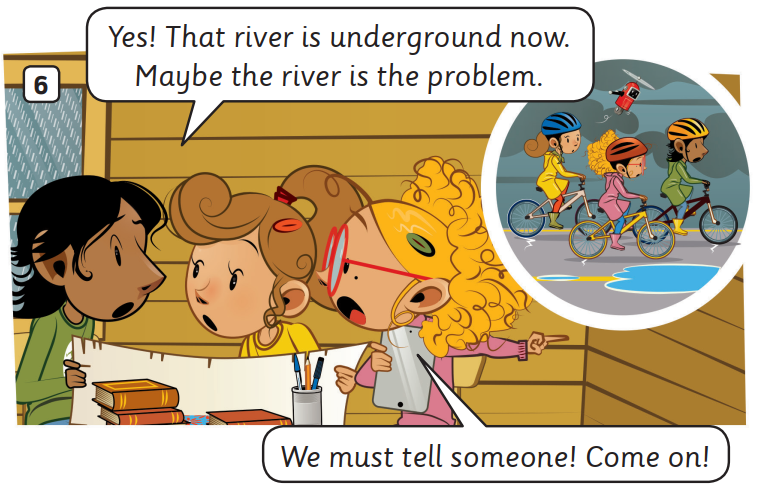 Yes! That river is underground now.
Maybe the river is the problem.
6
We must tell someone! Come on!